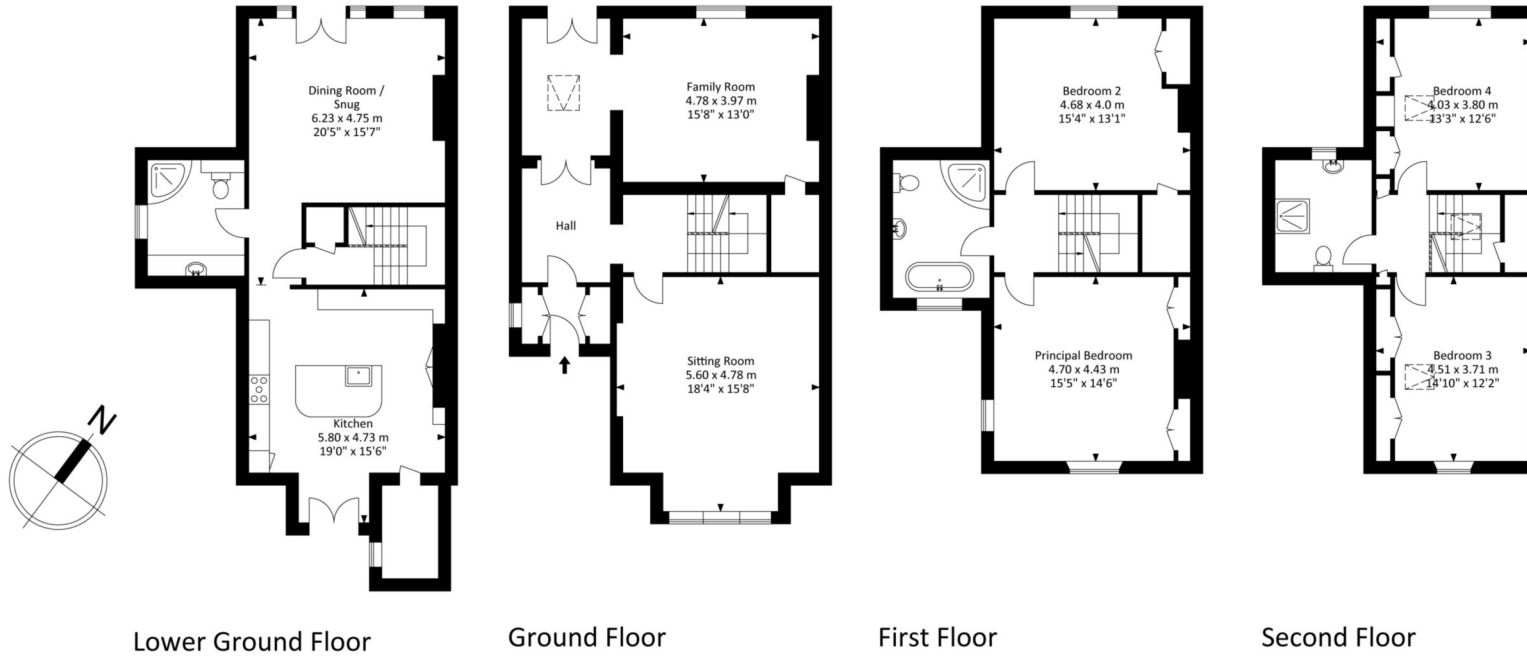 Dining Room /
Snug
6.23 x 4.75 m
20'5" x 15'7"
Kitchen
5.80 x 4.73 m
19'0" x 15'6"
N
Lower Ground Floor
Family Room
4.78 x 3.97 m
15'8" x 13'0"
Hall
Sitting Room
5.60 x 4.78 m
18'4" x 15'8"
Ground Floor
Bedroom 2
4.68 x 4.0 m
15'4" x 13'1"
Principal Bedroom
4.70 x 4.43 m
15'5" x 14'6"
First Floor
Bedroom 4
4.03 x 3.80 m
13'3" x 12'6"
Bedroom 3
4.51 x 3.71 m
14'10" x 12'2"
Second Floor